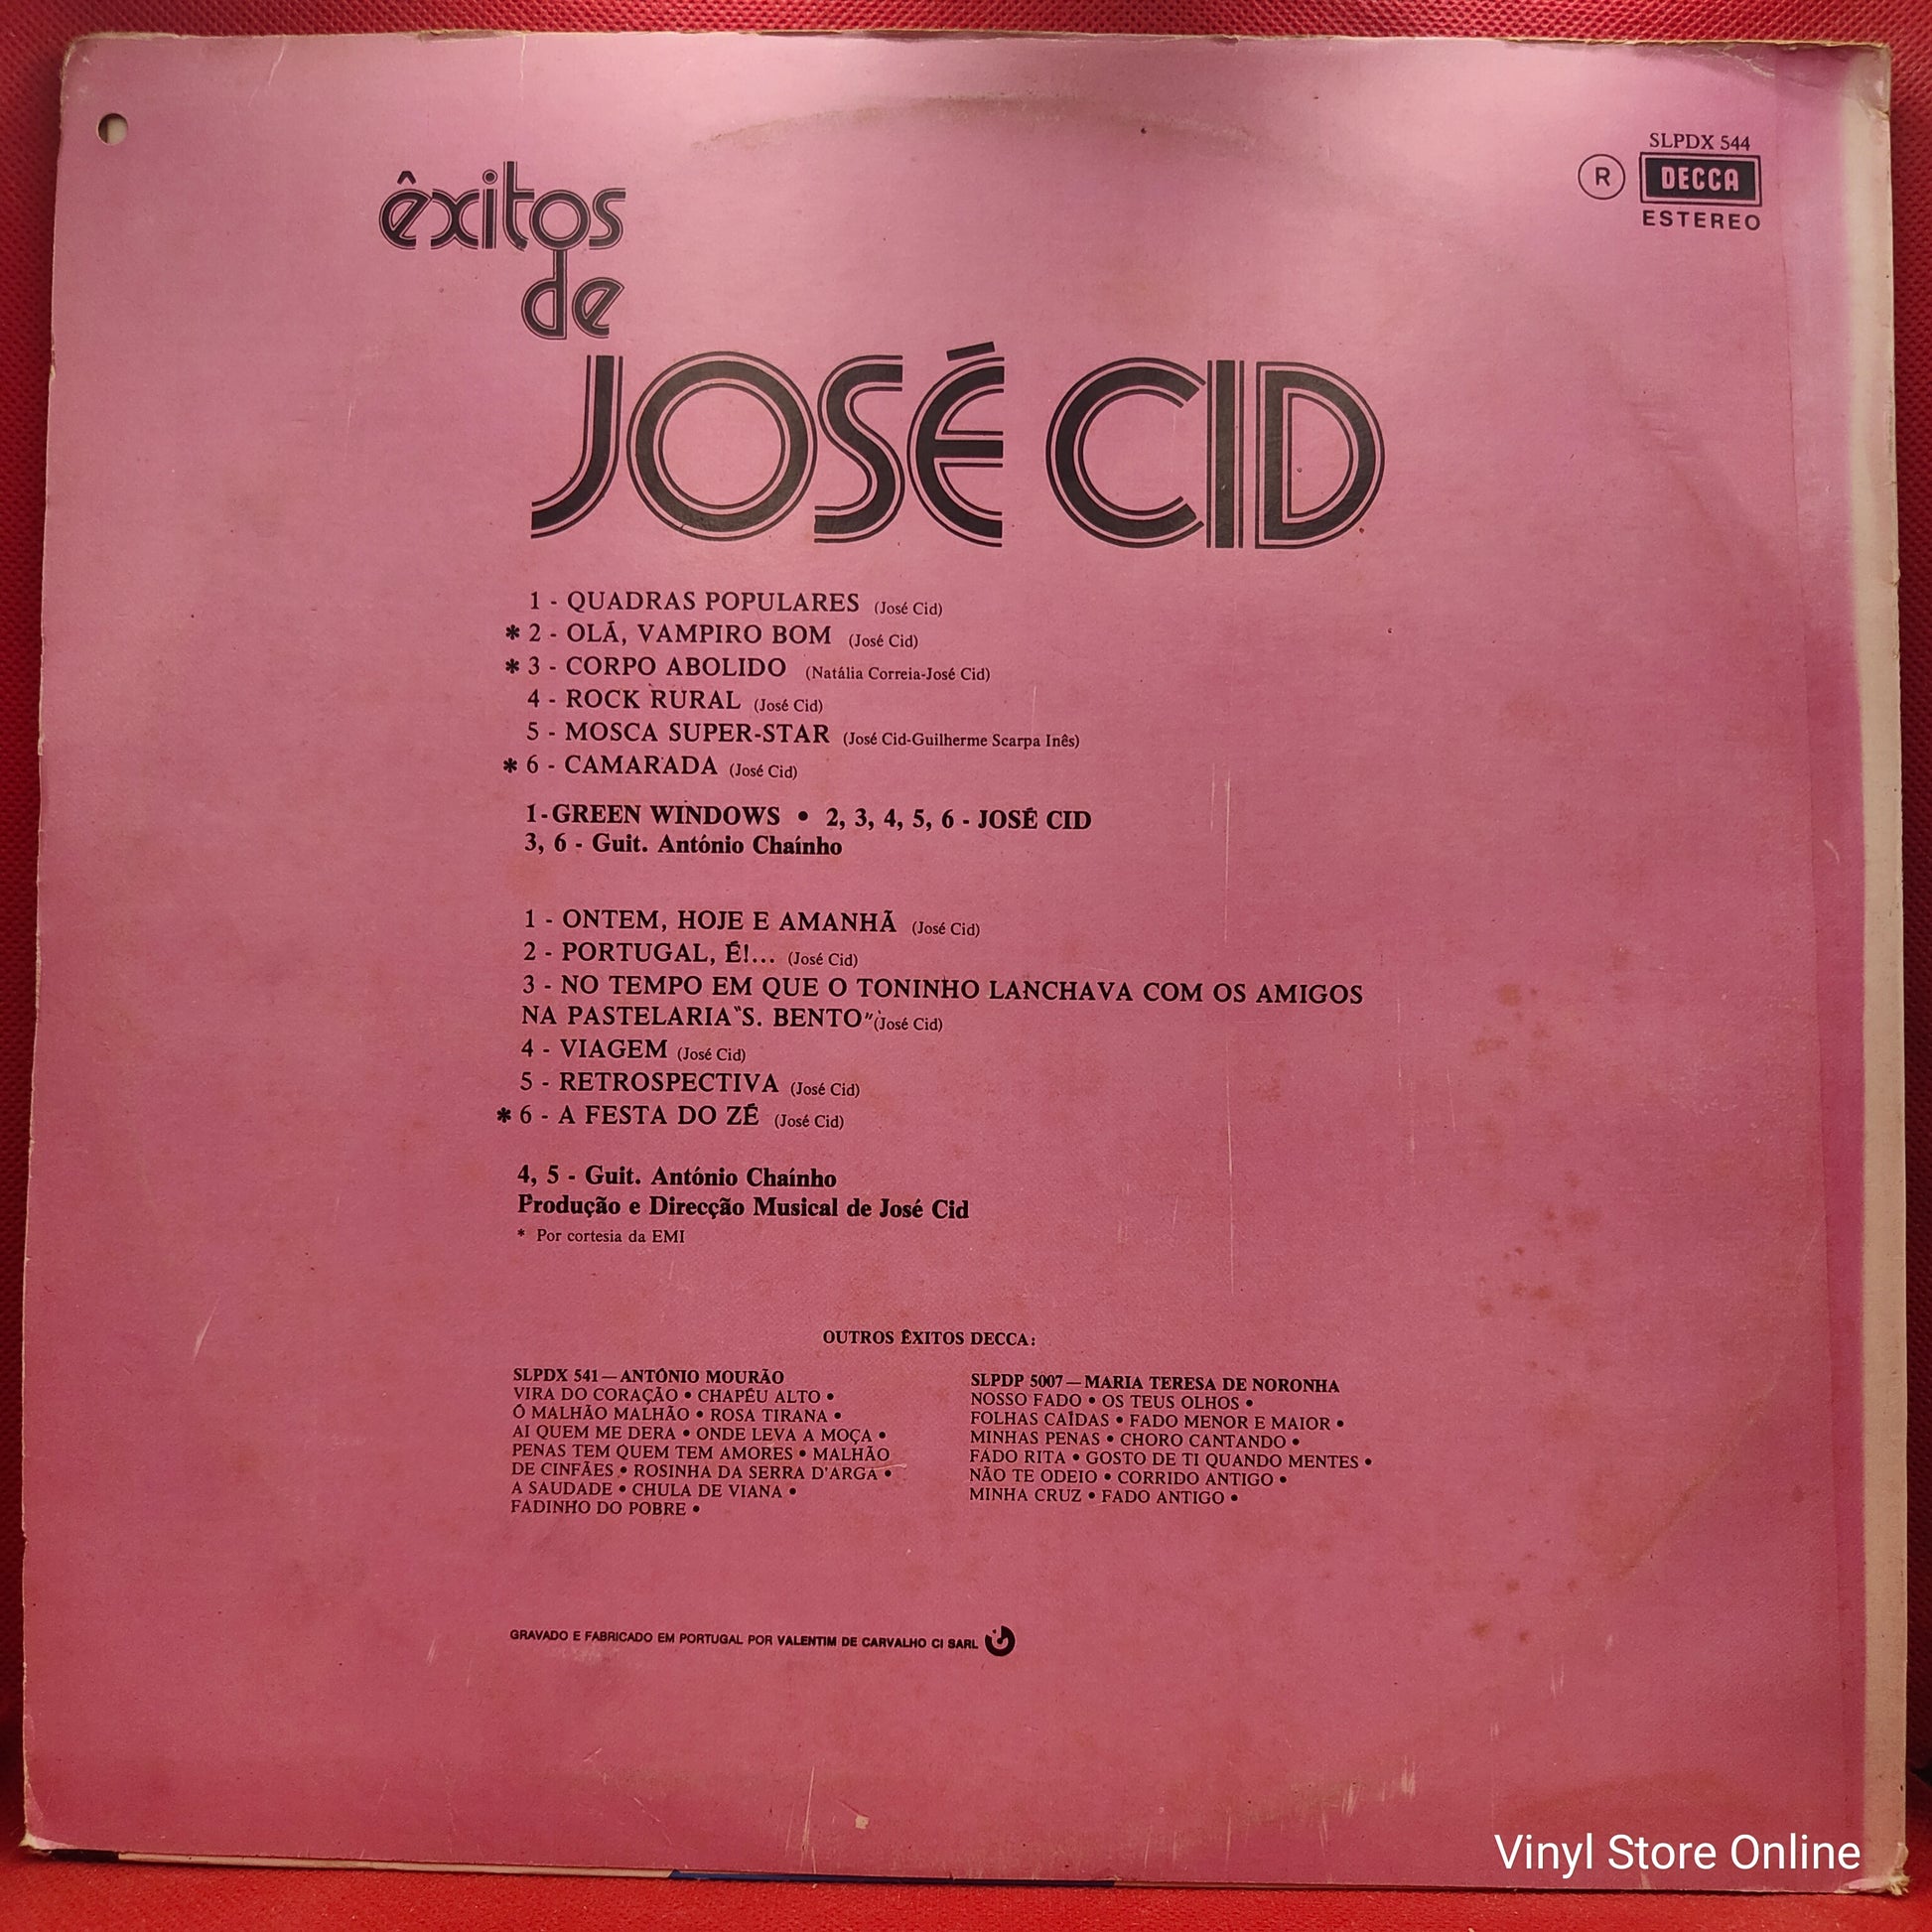 SLPDX 544
R DECCA
ESTEREO
êxitos
de
JOSÉ CID
1 - QUADRAS POPULARES (José Cid)
* 2 - OLÁ, VAMPIRO BOM (José Cid)
* 3 - CORPO ABOLIDO (Natália Correia-José Cid)
4 - ROCK RURAL (José Cid)
5 - MOSCA SUPER-STAR (José Cid-Guilherme Scarpa Inês)
* 6 - CAMARADA (José Cid)
1-GREEN WINDOWS • 2, 3, 4, 5, 6 - JOSÉ CID
3, 6 - Guit. António Chaínho
1 - ONTEM, HOJE E AMANHÃ (José Cid)
2 - PORTUGAL, É!... (José Cid)
3 - NO TEMPO EM QUE O TONINHO LANCHAVA COM OS AMIGOS
NA PASTELARIA "S. BENTO" (José Cid)
4 - VIAGEM (José Cid)
5 - RETROSPECTIVA (José Cid)
* 6 - A FESTA DO ZÉ (José Cid)
4, 5 - Guit. António Chaínho
Produção e Direcção Musical de José Cid
* Por cortesia da EMI
OUTROS ÊXITOS DECCA:
SLPDX 541 — ANTÓNIO MOURÃO
VIRA DO CORAÇÃO • CHAPÉU ALTO •
Ó MALHÃO MALHÃO • ROSA TIRANA •
AI QUEM ME DERA • ONDE LEVA A MOÇA •
PENAS TEM QUEM TEM AMORES • MALHÃO
DE CINFÃES • ROSINHA DA SERRA D'ARGA •
A SAUDADE • CHULA DE VIANA •
FADINHO DO POBRE •
SLPDP 5007 — MARIA TERESA DE NORONHA
NOSSO FADO • OS TEUS OLHOS •
FOLHAS CAÍDAS • FADO MENOR E MAIOR •
MINHAS PENAS • CHORO CANTANDO •
FADO RITA • GOSTO DE TI QUANDO MENTES •
NÃO TE ODEIO • CORRIDO ANTIGO •
MINHA CRUZ • FADO ANTIGO •
GRAVADO E FABRICADO EM PORTUGAL POR VALENTIM DE CARVALHO CI SARL
Vinyl Store Online